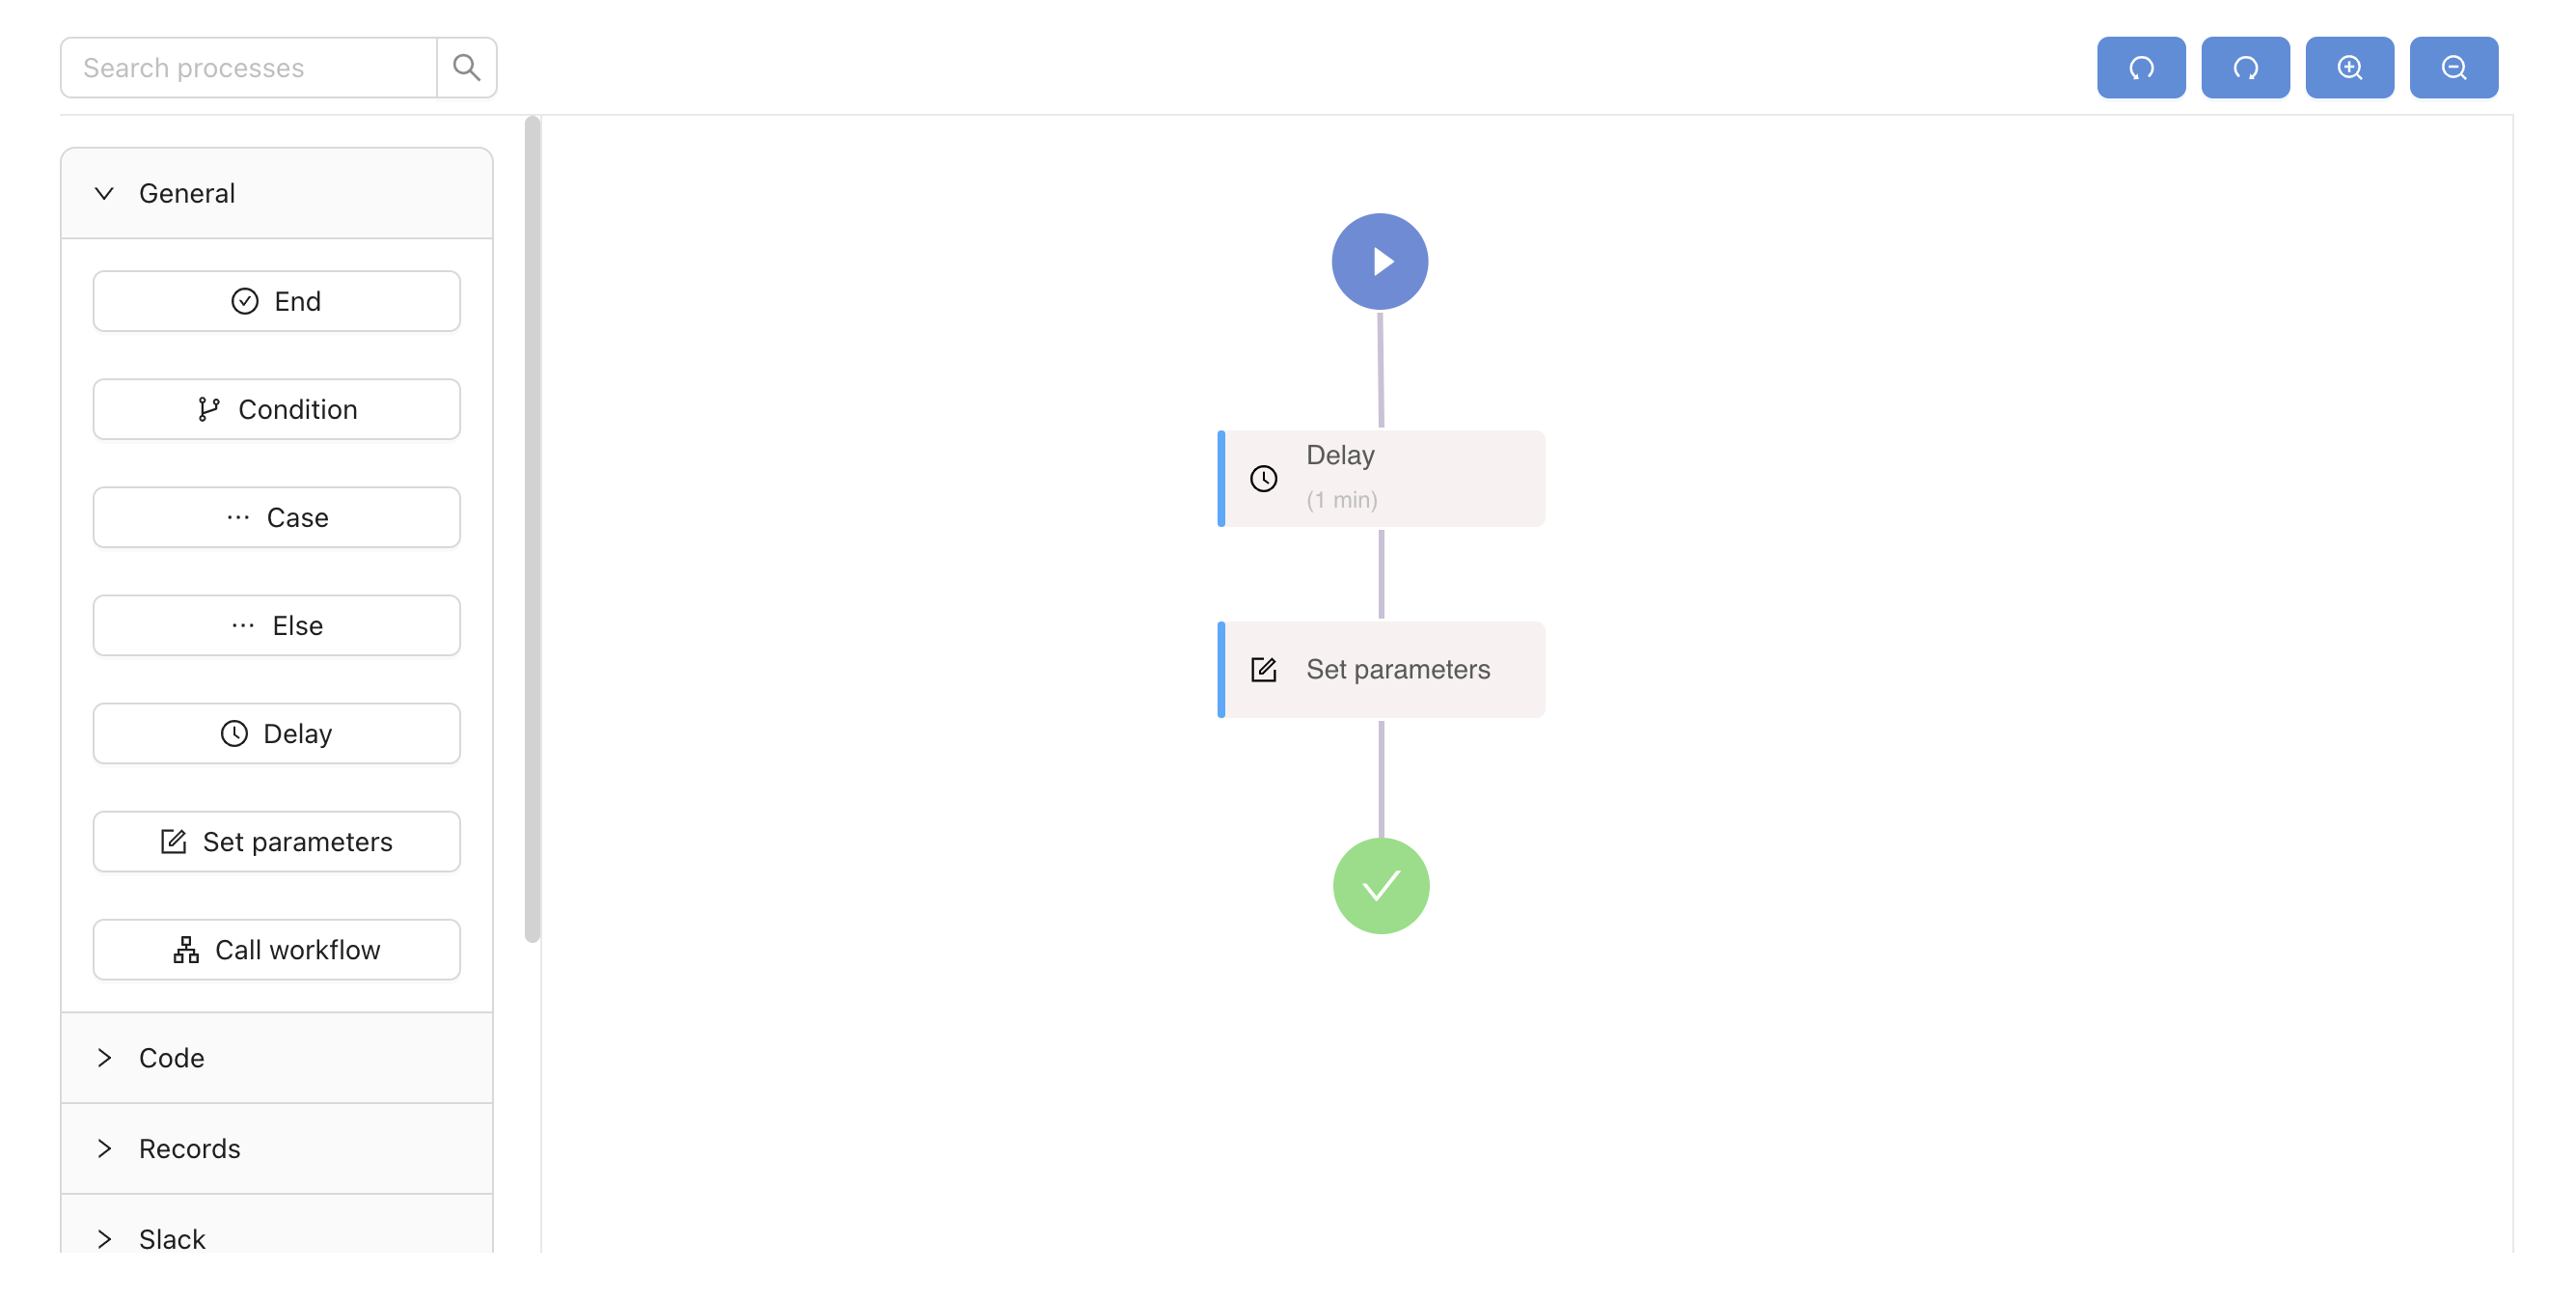 Search processes
General
End
Condition
Case
Else
Delay
Set parameters
Call workflow
Code
Records
Slack
Delay
(1 min)
Set parameters